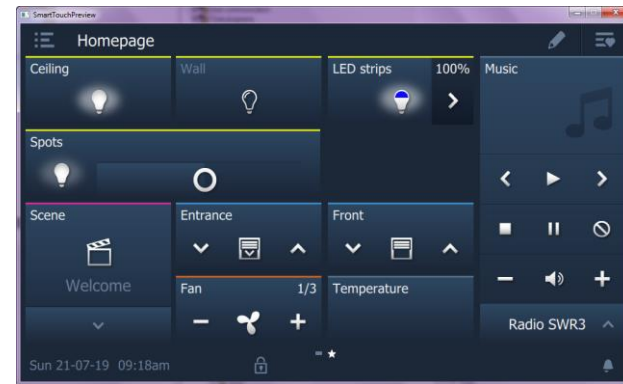 SmartTouchPreview
Homepage
Ceiling
Wall
LED strips 100%
Music
Spots
Scene
Entrance
Front
Welcome
Fan 1/3
Temperature
Radio SWR3
Sun 21-07-19 09:18am